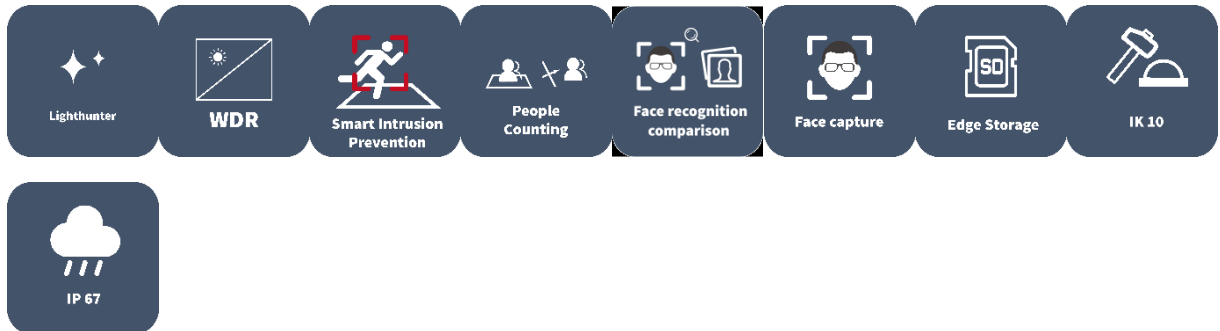 Lighthunter
WDR
Smart Intrusion
Prevention
People
Counting
Face recognition
comparison
Face capture
SD
Edge Storage
IK 10
IP 67